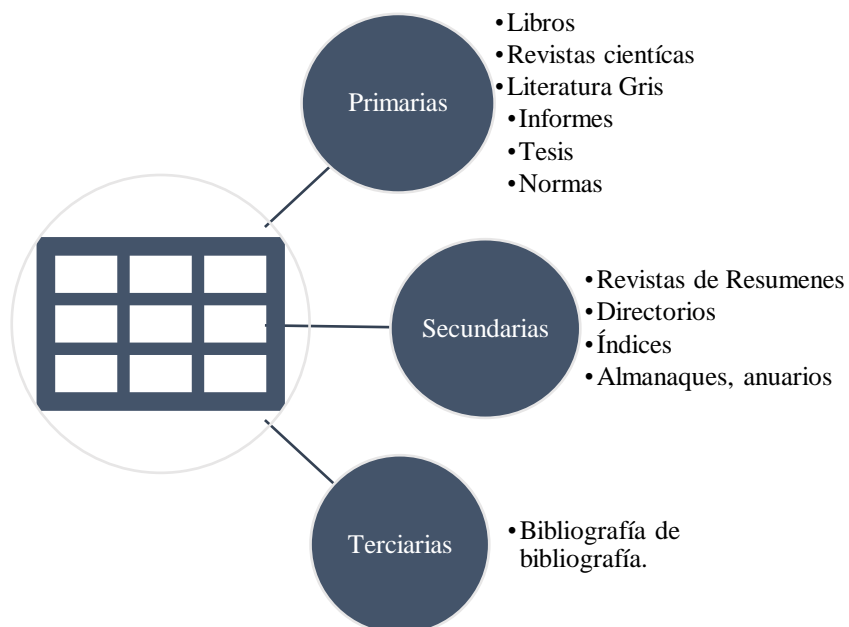 Primarias
•Libros
•Revistas cientícas
•Literatura Gris
•Informes
•Tesis
•Normas
Secundarias
•Revistas de Resumenes
•Directorios
•Índices
•Almanaques, anuarios
Terciarias
•Bibliografía de
bibliografía.